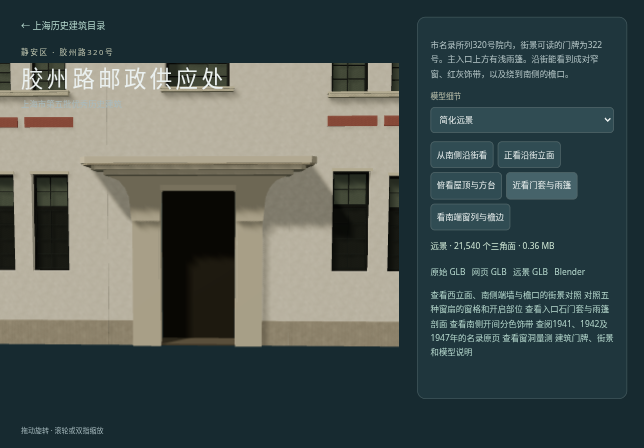 ← 上海历史建筑目录
静安区 · 胶州路320号
胶州路邮政供应处
拖动旋转 · 滚轮或双指缩放
市名录所列320号院内，街景可读的门牌为322
号。主入口上方有浅雨篷。沿街能看到成对窄
窗、红灰饰带，以及绕到南侧的檐口。
模型细节
简化远景
从南侧沿街看 正看沿街立面
俯看屋顶与方台 近看门套与雨篷
看南端窗列与檐边
远景 · 21,540 个三角面 · 0.36 MB
原始 GLB 网页 GLB 远景 GLB Blender
查看西立面、南侧端墙与檐口的街景对照 对照五
种窗扇的窗格和开启部位 查看入口石门套与雨篷
剖面 查看南侧开间分色饰带 查阅1941、1942及
1947年的名录原页 查看窗洞量测 建筑门牌、街景
和模型说明